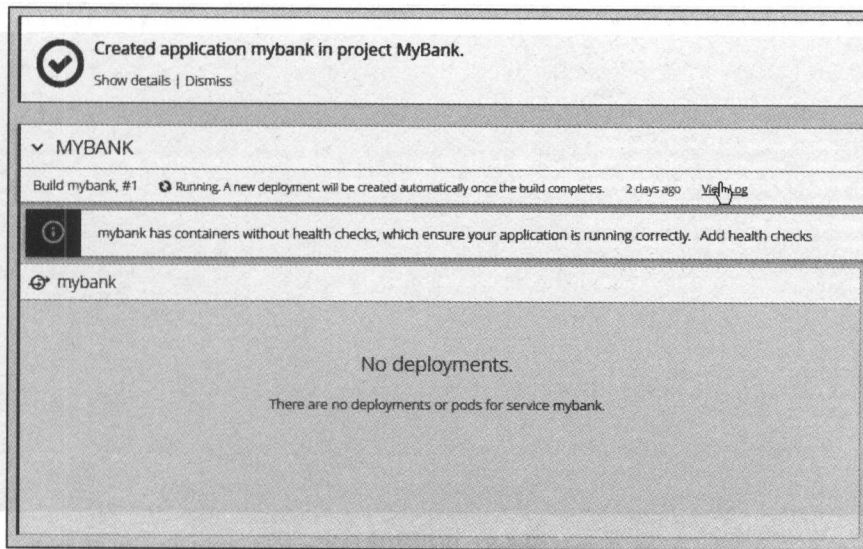 Created application mybank in project MyBank.
Show details | Dismiss
MYBANK
Build mybank, #1 Running. A new deployment will be created automatically once the build completes. 2 days ago View Log
mybank has containers without health checks, which ensure your application is running correctly. Add health checks
mybank
No deployments.
There are no deployments or pods for service mybank.